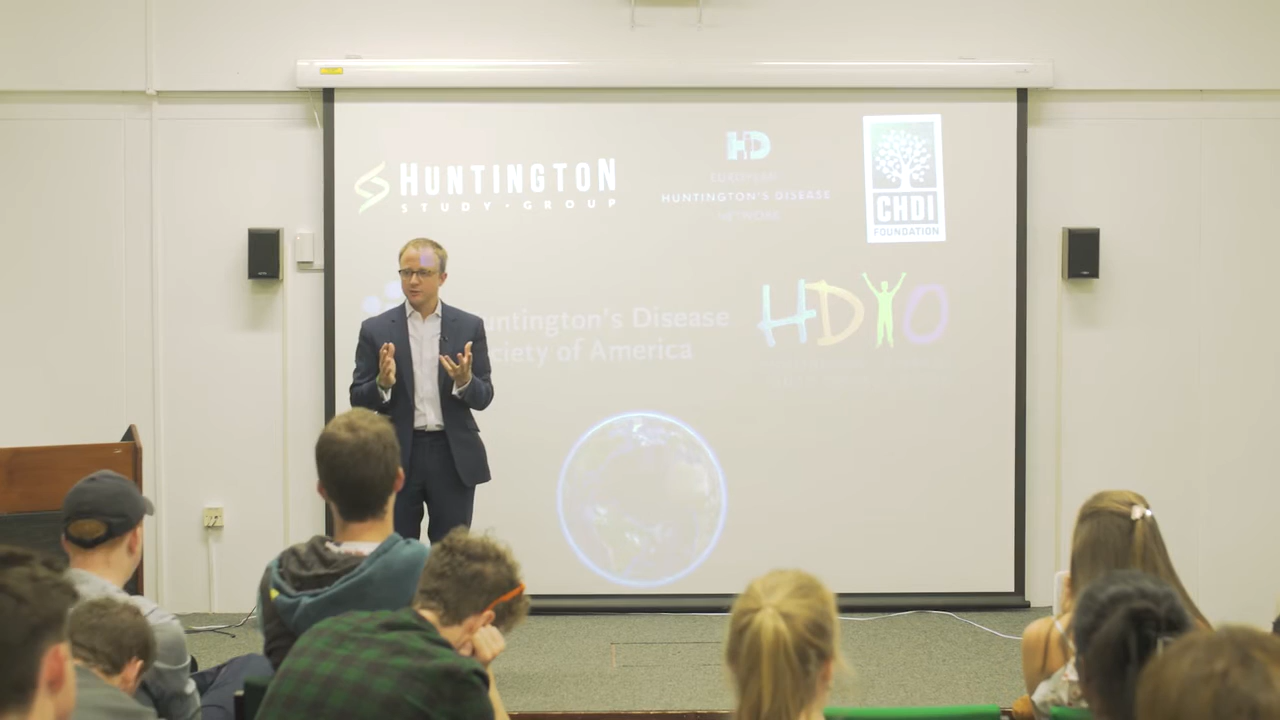 HUNTINGTON
STUDY · GROUP
HD
EUROPEAN
HUNTINGTON'S DISEASE
NETWORK
CHDI
FOUNDATION
untington's Disease
ciety of America
HDYO